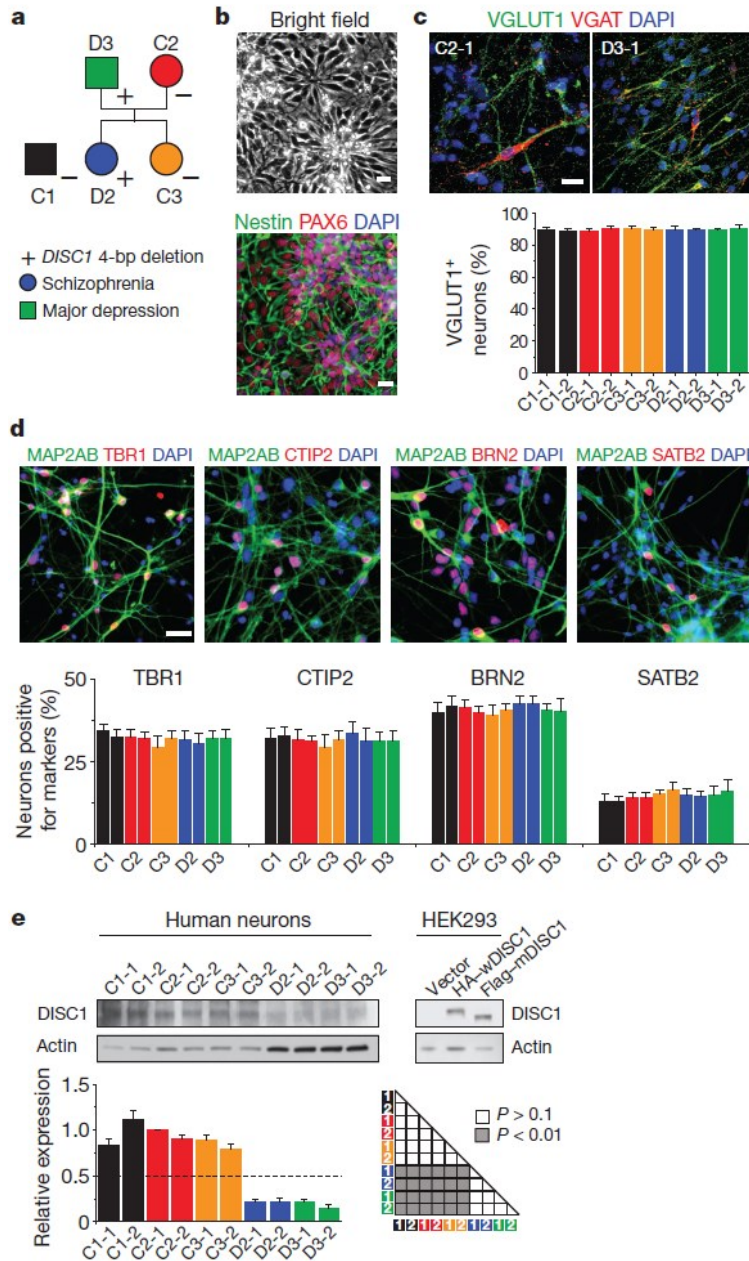 a
D3
C2
+
−
C1
−
D2
+
C3
−
+ DISC1 4-bp deletion
Schizophrenia
Major depression
b
Bright field
Nestin PAX6 DAPI
c
VGLUT1 VGAT DAPI
C2-1
D3-1
VGLUT1+
neurons (%)
100
80
60
40
20
0
C1-1
C1-2
C2-1
C2-2
C3-1
C3-2
D2-1
D2-2
D3-1
D3-2
d
MAP2AB TBR1 DAPI
MAP2AB CTIP2 DAPI
MAP2AB BRN2 DAPI
MAP2AB SATB2 DAPI
Neurons positive
for markers (%)
50
25
0
TBR1
CTIP2
BRN2
SATB2
C1 C2 C3 D2 D3
C1 C2 C3 D2 D3
C1 C2 C3 D2 D3
C1 C2 C3 D2 D3
e
Human neurons
C1-1
C1-2
C2-1
C2-2
C3-1
C3-2
D2-1
D2-2
D3-1
D3-2
DISC1
Actin
HEK293
Vector
HA–wDISC1
Flag–mDISC1
DISC1
Actin
Relative expression
1.5
1.0
0.5
0
C1-1
C1-2
C2-1
C2-2
C3-1
C3-2
D2-1
D2-2
D3-1
D3-2
1
2
1
2
1
2
1
2
1
2
P > 0.1
P < 0.01
1 2 1 2 1 2 1 2 1 2